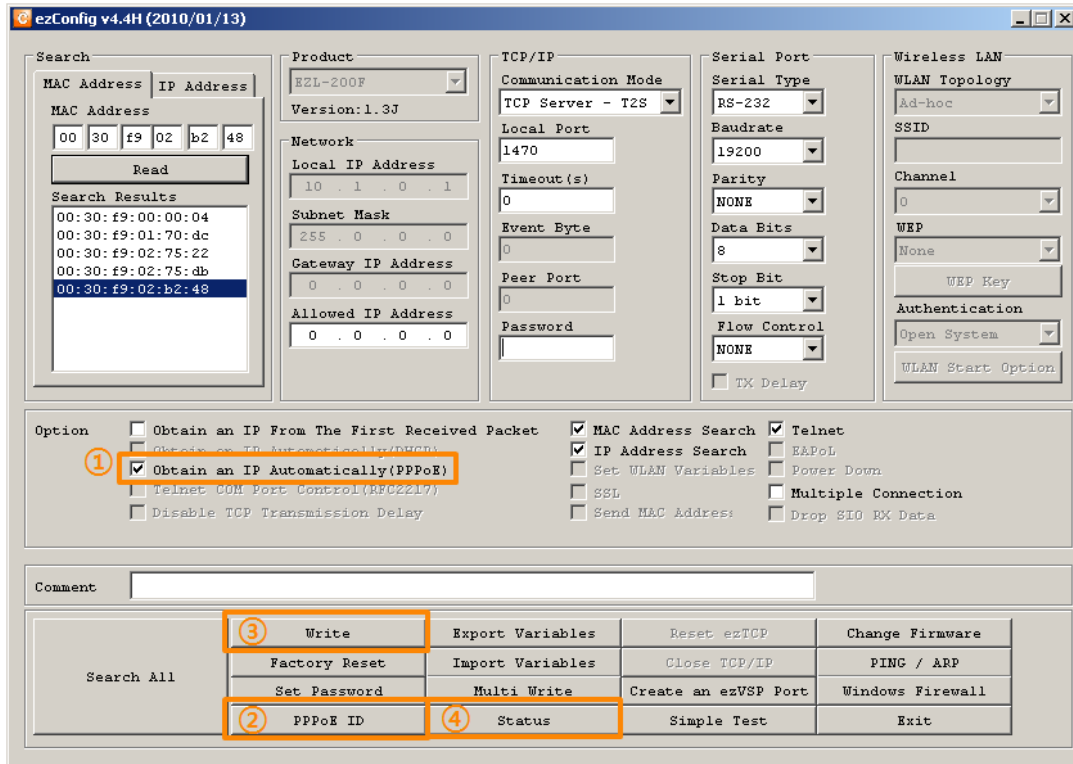 ezConfig v4.4H (2010/01/13)
Search
MAC Address
IP Address
MAC Address
00 30 f9 02 b2 48
Read
Search Results
00:30:f9:00:00:04
00:30:f9:01:70:dc
00:30:f9:02:75:22
00:30:f9:02:75:db
00:30:f9:02:b2:48
Product
EZL-200F
Version:1.3J
Network
Local IP Address
10 . 1 . 0 . 1
Subnet Mask
255 . 0 . 0 . 0
Gateway IP Address
0 . 0 . 0 . 0
Allowed IP Address
0 . 0 . 0 . 0
TCP/IP
Communication Mode
TCP Server - T2S
Local Port
1470
Timeout(s)
0
Event Byte
0
Peer Port
0
Password
Serial Port
Serial Type
RS-232
Baudrate
19200
Parity
NONE
Data Bits
8
Stop Bit
1 bit
Flow Control
NONE
TX Delay
Wireless LAN
WLAN Topology
Ad-hoc
SSID
Channel
0
WEP
None
WEP Key
Authentication
Open System
WLAN Start Option
Option
Obtain an IP From The First Received Packet
Obtain an IP Automatically(DHCP)
① Obtain an IP Automatically(PPPoE)
Telnet COM Port Control(RFC2217)
Disable TCP Transmission Delay
MAC Address Search
IP Address Search
Set WLAN Variables
SSL
Send MAC Address
Telnet
EAPoL
Power Down
Multiple Connection
Drop SIO RX Data
Comment
Search All
③ Write
Export Variables
Reset ezTCP
Change Firmware
Factory Reset
Import Variables
Close TCP/IP
PING / ARP
Set Password
Multi Write
Create an ezVSP Port
Windows Firewall
② PPPoE ID
④ Status
Simple Test
Exit